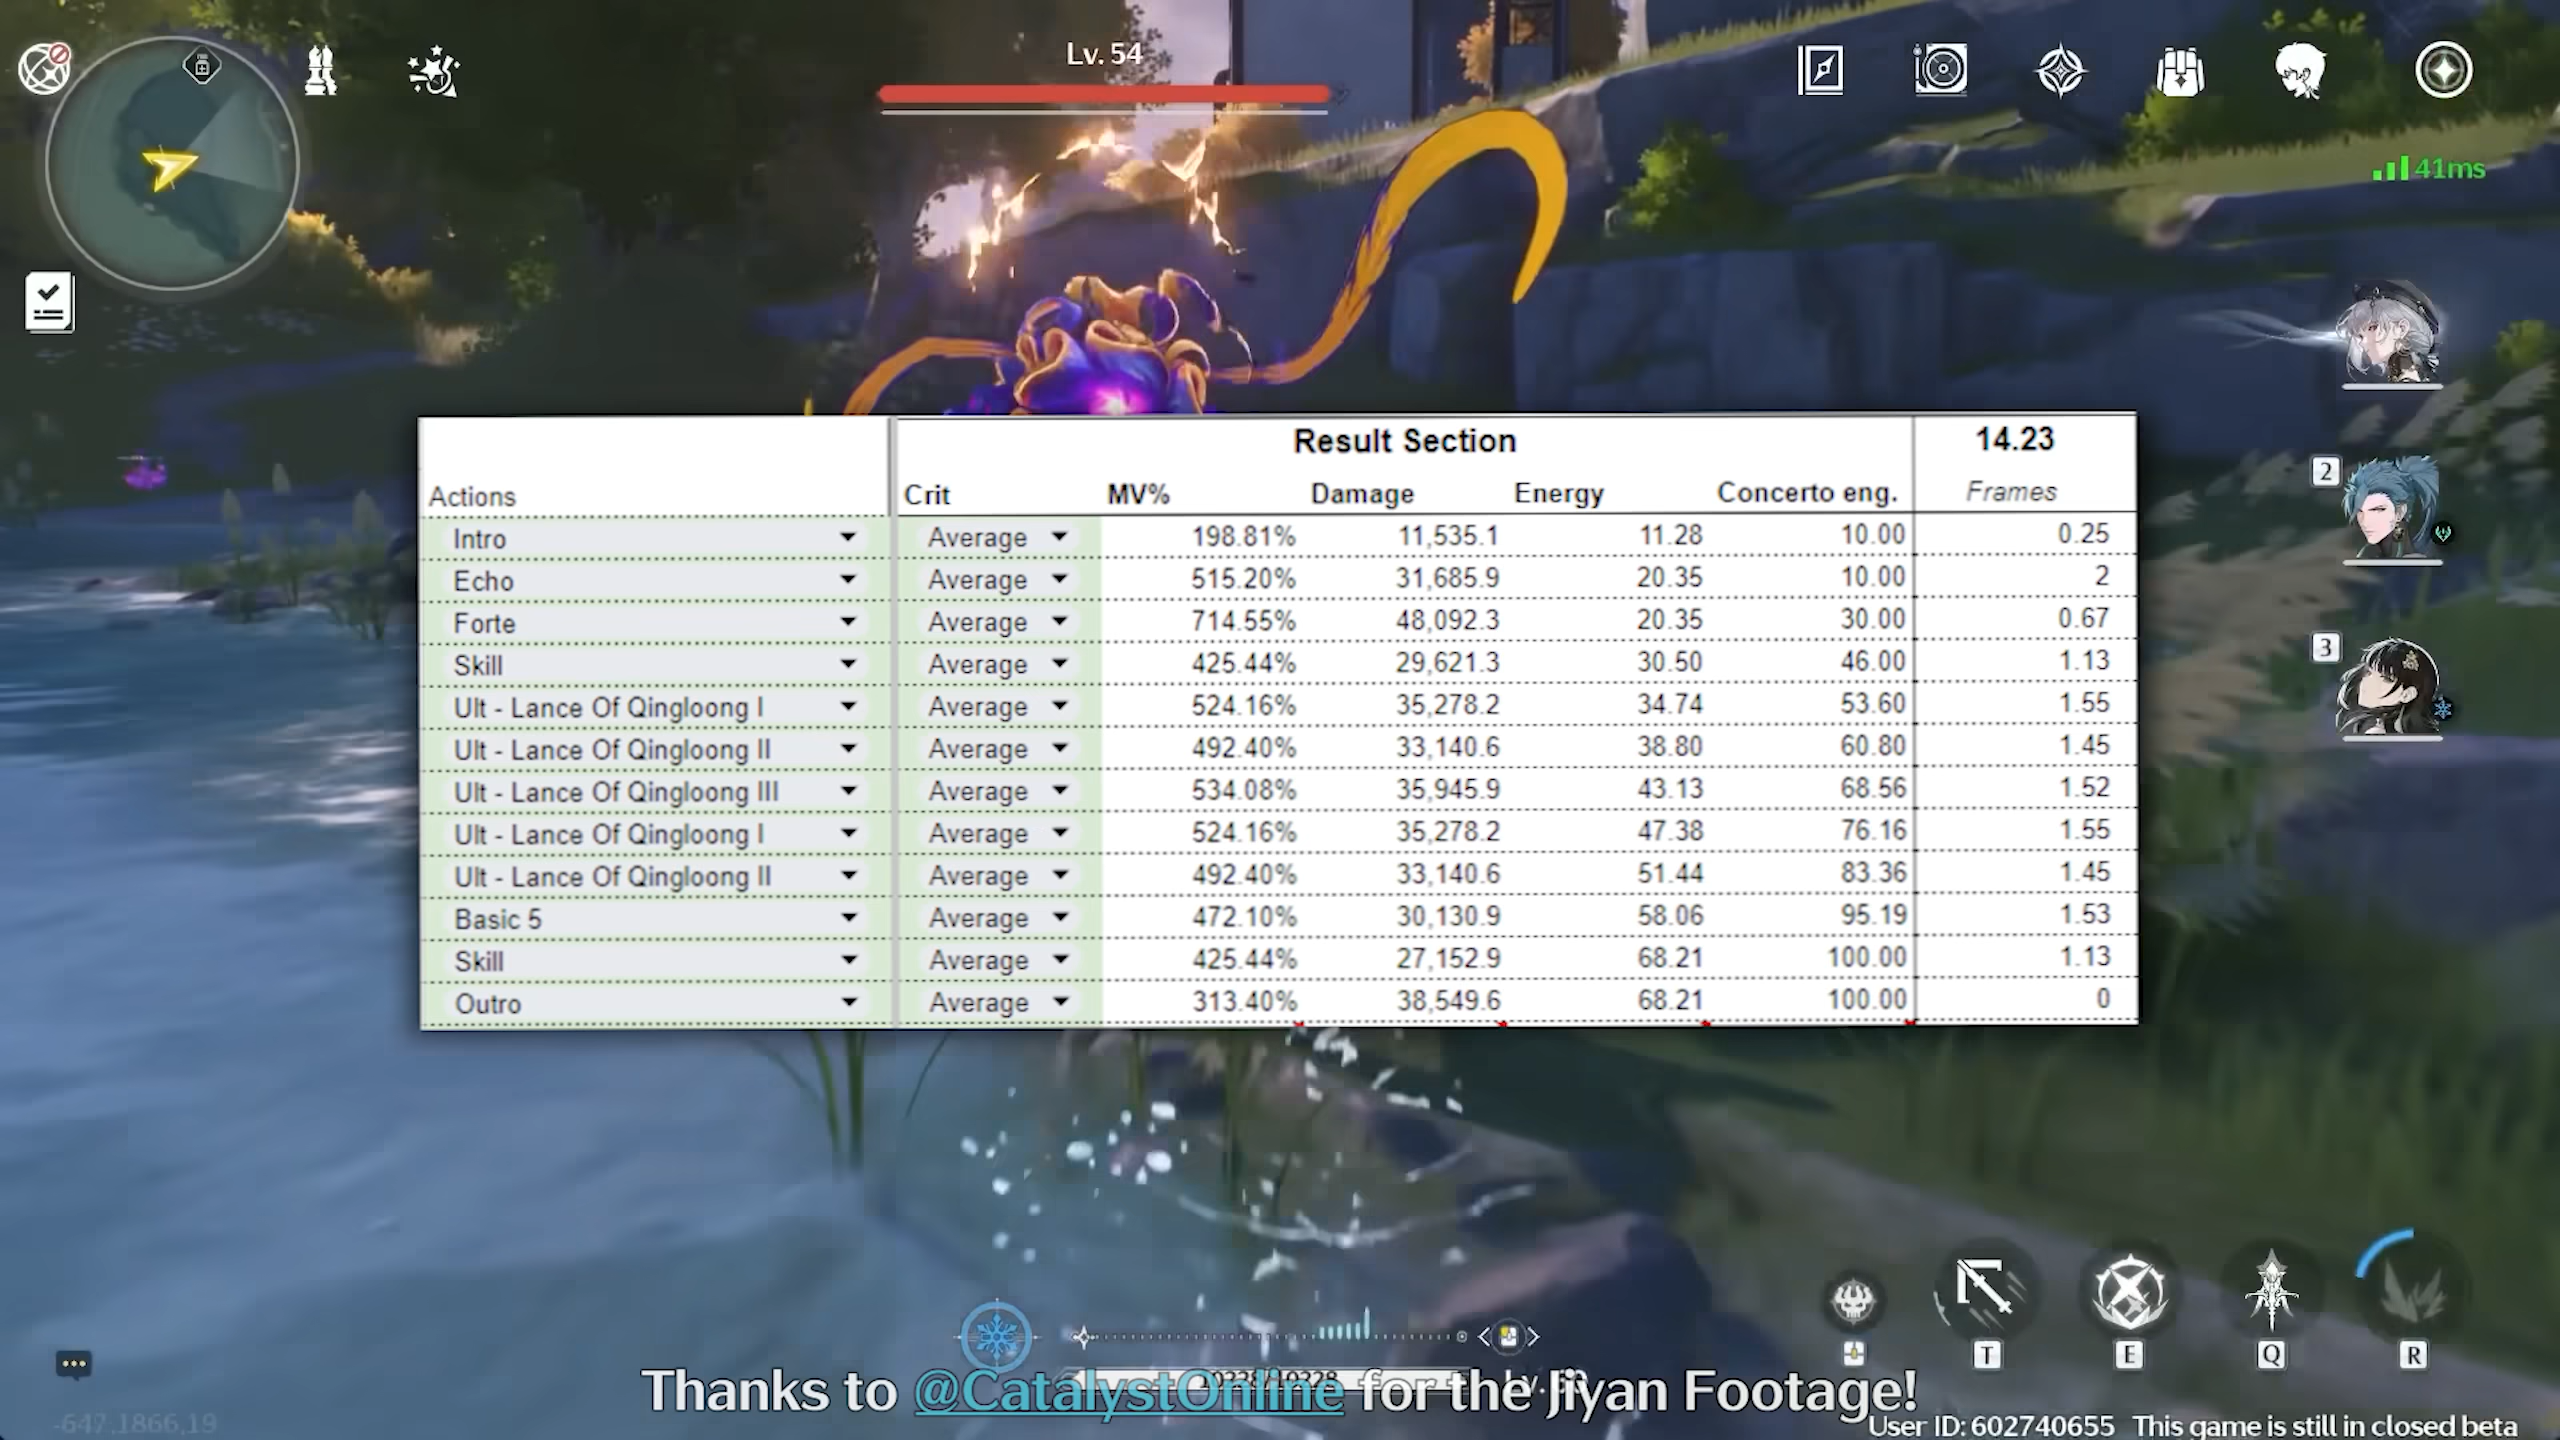 Lv. 54
41ms
Result Section 14.23
Actions Crit MV% Damage Energy Concerto eng. Frames
Intro Average 198.81% 11,535.1 11.28 10.00 0.25
Echo Average 515.20% 31,685.9 20.35 10.00 2
Forte Average 714.55% 48,092.3 20.35 30.00 0.67
Skill Average 425.44% 29,621.3 30.50 46.00 1.13
Ult - Lance Of Qingloong I Average 524.16% 35,278.2 34.74 53.60 1.55
Ult - Lance Of Qingloong II Average 492.40% 33,140.6 38.80 60.80 1.45
Ult - Lance Of Qingloong III Average 534.08% 35,945.9 43.13 68.56 1.52
Ult - Lance Of Qingloong I Average 524.16% 35,278.2 47.38 76.16 1.55
Ult - Lance Of Qingloong II Average 492.40% 33,140.6 51.44 83.36 1.45
Basic 5 Average 472.10% 30,130.9 58.06 95.19 1.53
Skill Average 425.44% 27,152.9 68.21 100.00 1.13
Outro Average 313.40% 38,549.6 68.21 100.00 0
2
3
T E Q R
Thanks to @CatalystOnline for the Jiyan Footage!
-647,1866,19
User ID: 602740655 This game is still in closed beta